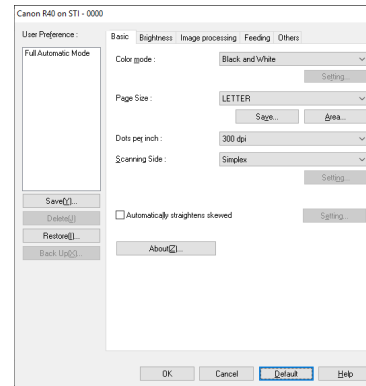 Canon R40 on STI - 0000
User Preference :
Full Automatic Mode
Save(Y)...
Delete(J)
Restore(I)...
Back Up(X)...
Basic Brightness Image processing Feeding Others
Color mode : Black and White
Setting...
Page Size : LETTER
Save... Area...
Dots per inch : 300 dpi
Scanning Side : Simplex
Setting...
Automatically straightens skewed Setting...
About(Z)...
OK Cancel Default Help